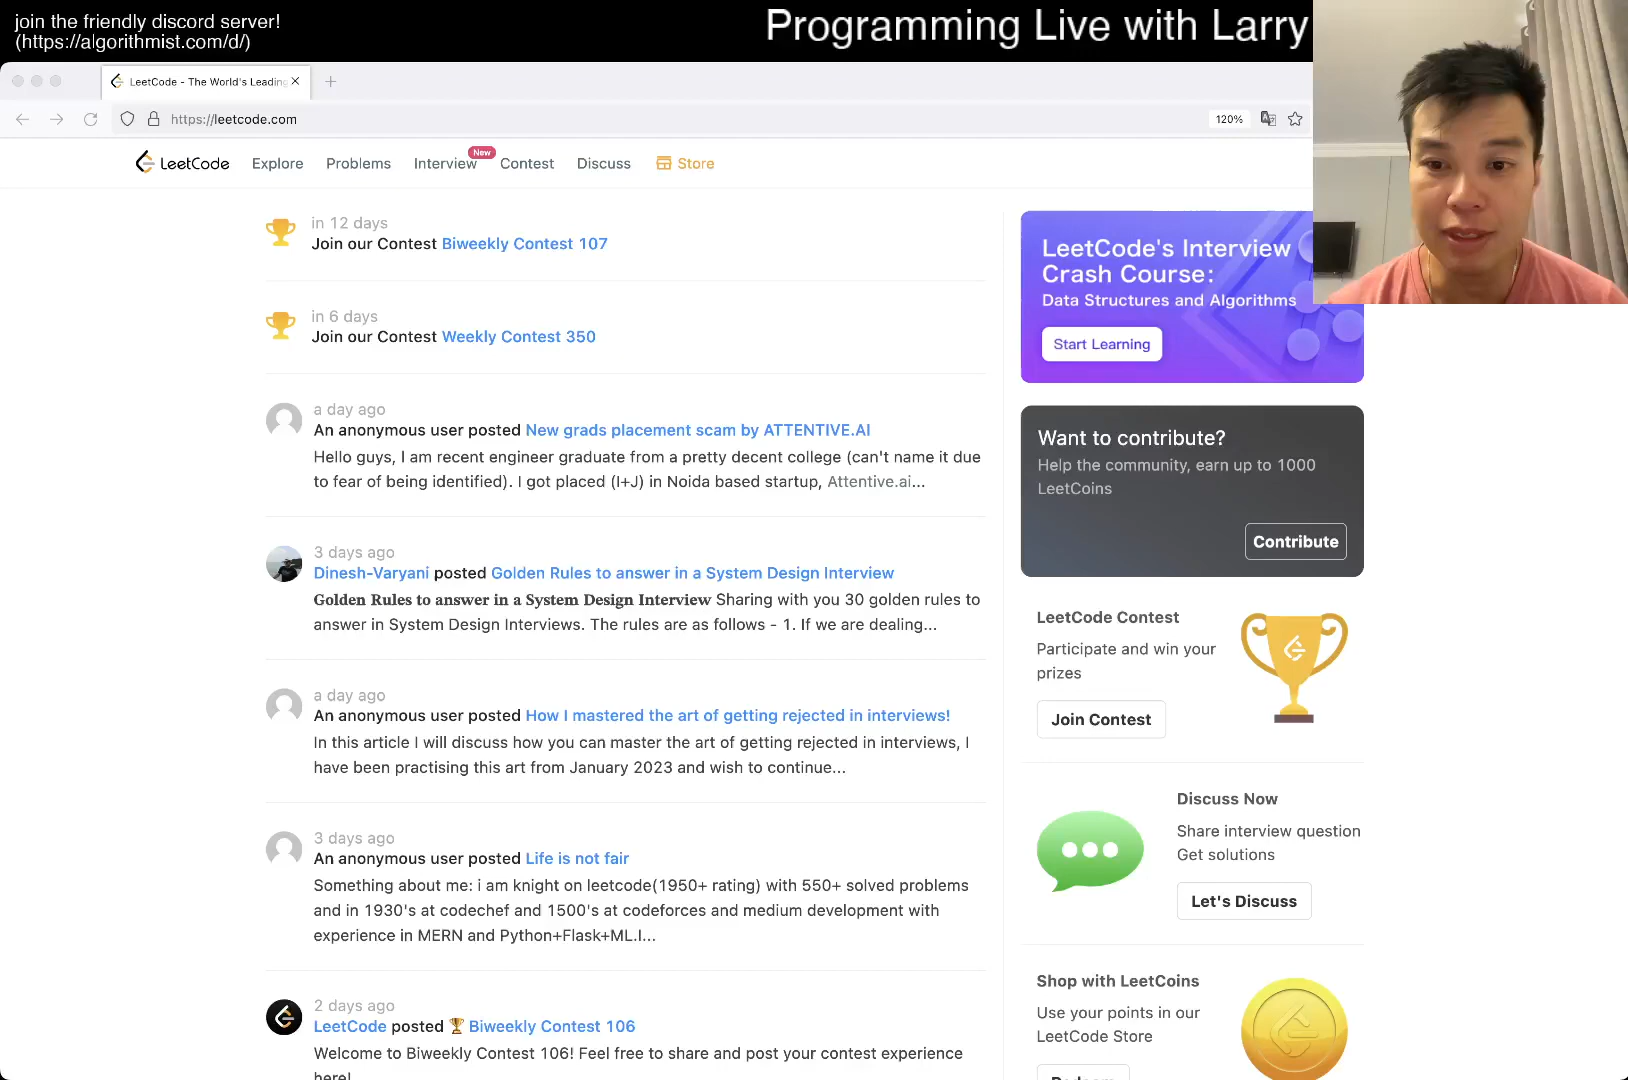 join the friendly discord server!
(https://algorithmist.com/d/)
Programming Live with Larry
LeetCode - The World's Leading
https://leetcode.com
120%
LeetCode
Explore
Problems
Interview
New
Contest
Discuss
Store
in 12 days
Join our Contest Biweekly Contest 107
in 6 days
Join our Contest Weekly Contest 350
a day ago
An anonymous user posted New grads placement scam by ATTENTIVE.AI
Hello guys, I am recent engineer graduate from a pretty decent college (can't name it due
to fear of being identified). I got placed (I+J) in Noida based startup, Attentive.ai...
3 days ago
Dinesh-Varyani posted Golden Rules to answer in a System Design Interview
Golden Rules to answer in a System Design Interview Sharing with you 30 golden rules to
answer in System Design Interviews. The rules are as follows - 1. If we are dealing...
a day ago
An anonymous user posted How I mastered the art of getting rejected in interviews!
In this article I will discuss how you can master the art of getting rejected in interviews, I
have been practising this art from January 2023 and wish to continue...
3 days ago
An anonymous user posted Life is not fair
Something about me: i am knight on leetcode(1950+ rating) with 550+ solved problems
and in 1930's at codechef and 1500's at codeforces and medium development with
experience in MERN and Python+Flask+ML.I...
2 days ago
LeetCode posted 🏆 Biweekly Contest 106
Welcome to Biweekly Contest 106! Feel free to share and post your contest experience
here!
LeetCode's Interview
Crash Course:
Data Structures and Algorithms
Start Learning
Want to contribute?
Help the community, earn up to 1000
LeetCoins
Contribute
LeetCode Contest
Participate and win your
prizes
Join Contest
Discuss Now
Share interview question
Get solutions
Let's Discuss
Shop with LeetCoins
Use your points in our
LeetCode Store
Redeem